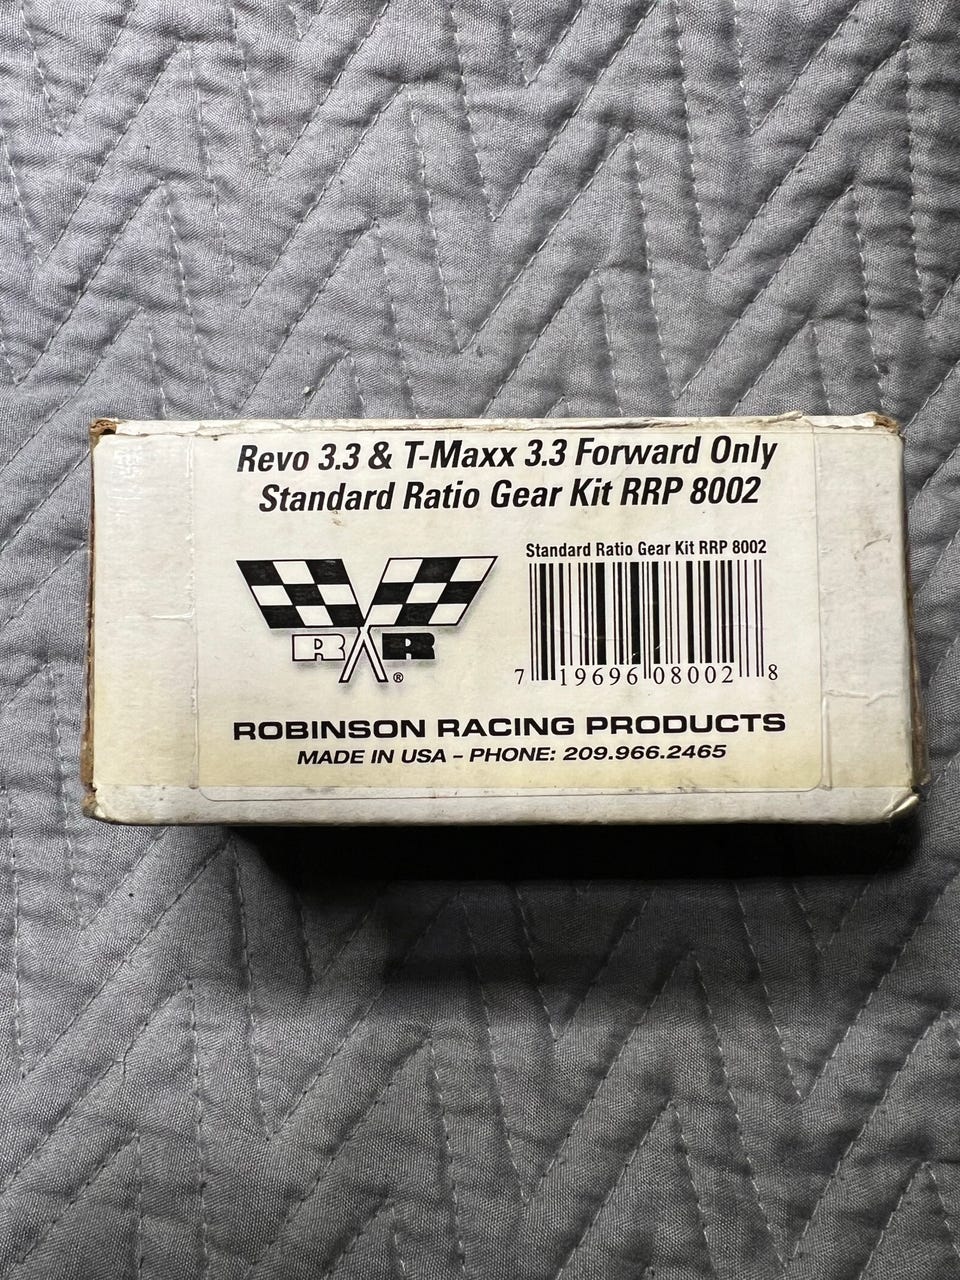 Revo 3.3 & T-Maxx 3.3 Forward Only
Standard Ratio Gear Kit RRP 8002
Standard Ratio Gear Kit RRP 8002
7 19696 08002 8
R R ®
ROBINSON RACING PRODUCTS
MADE IN USA – PHONE: 209.966.2465